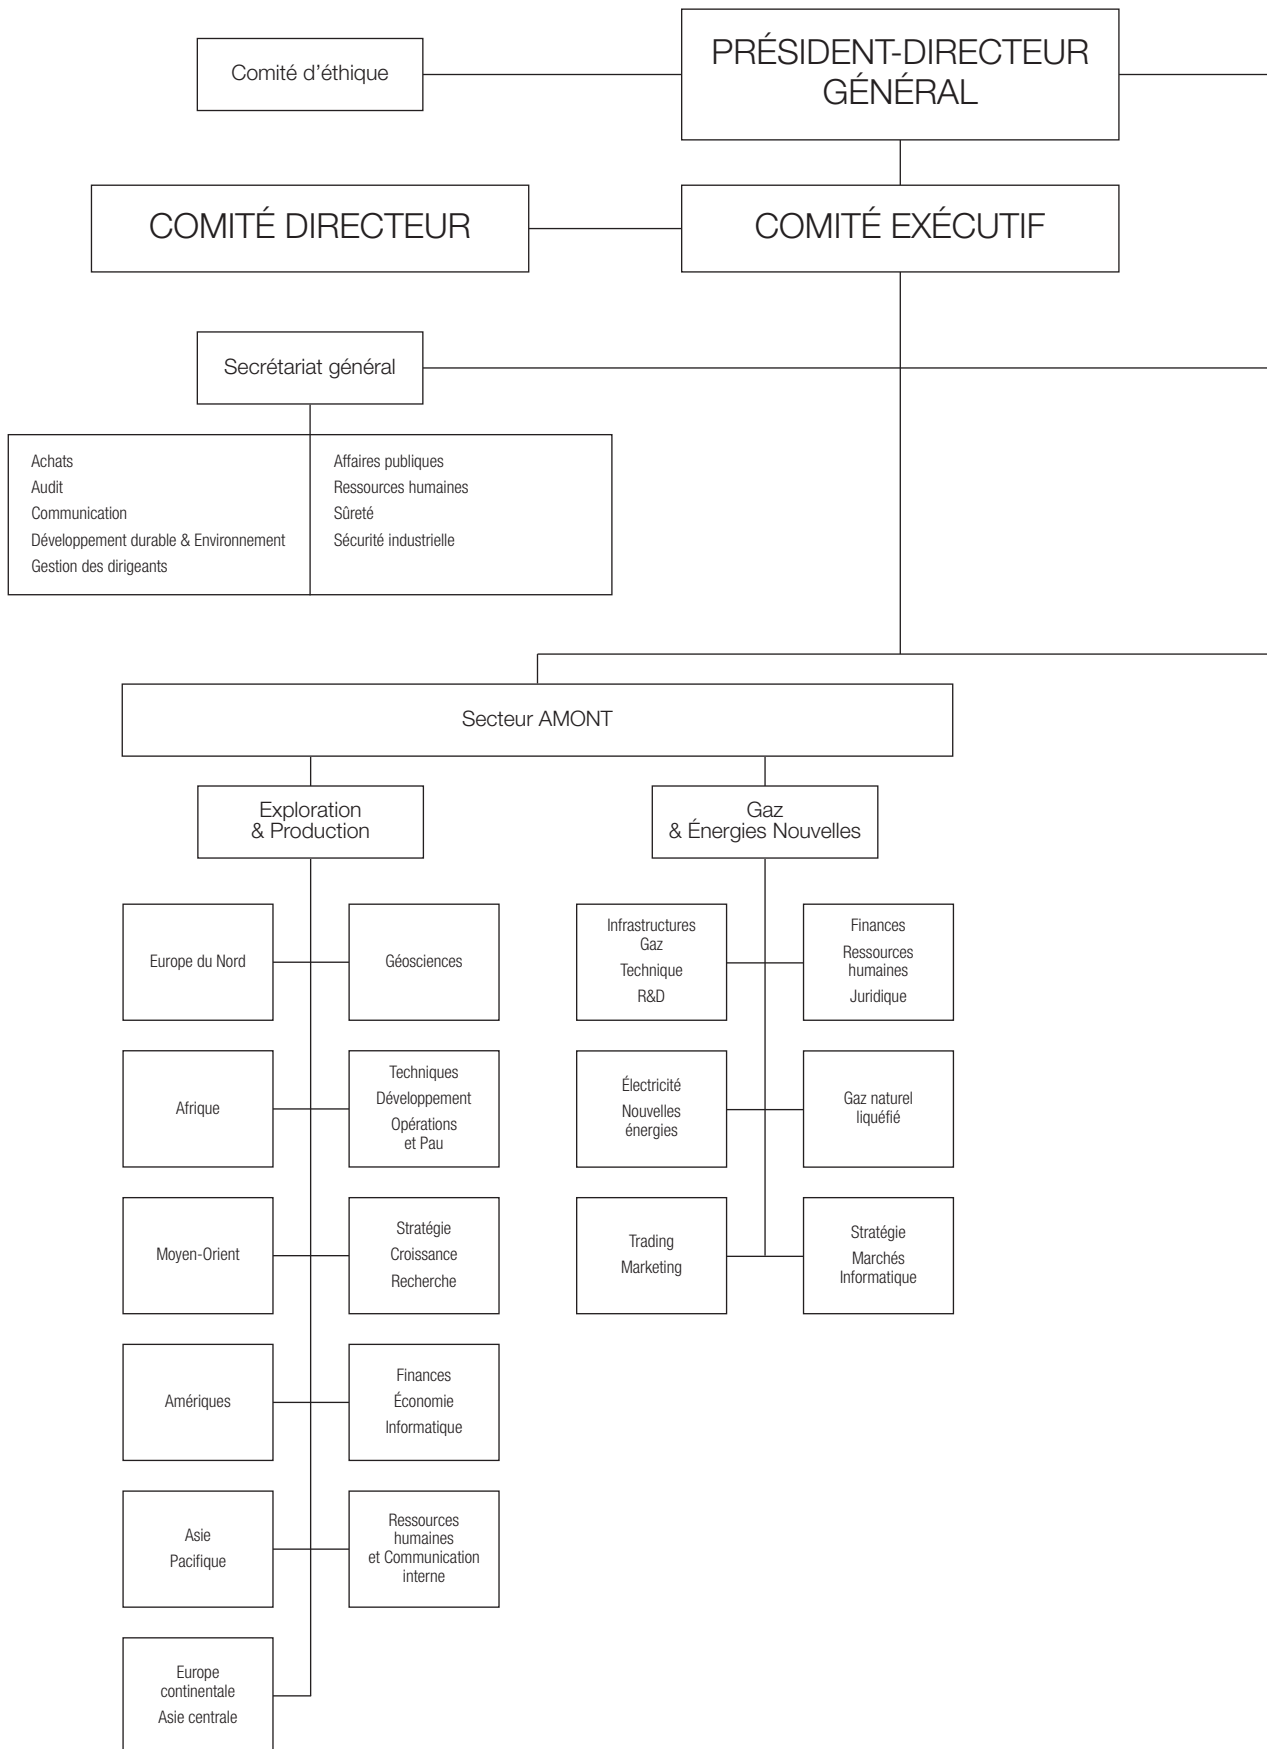 Comité d'éthique
PRÉSIDENT-DIRECTEUR
GÉNÉRAL
COMITÉ DIRECTEUR
COMITÉ EXÉCUTIF
Secrétariat général
Achats
Audit
Communication
Développement durable & Environnement
Gestion des dirigeants
Affaires publiques
Ressources humaines
Sûreté
Sécurité industrielle
Secteur AMONT
Exploration
& Production
Europe du Nord
Géosciences
Afrique
Techniques
Développement
Opérations
et Pau
Moyen-Orient
Stratégie
Croissance
Recherche
Amériques
Finances
Économie
Informatique
Asie
Pacifique
Ressources
humaines
et Communication
interne
Europe
continentale
Asie centrale
Gaz
& Énergies Nouvelles
Infrastructures
Gaz
Technique
R&D
Finances
Ressources
humaines
Juridique
Électricité
Nouvelles
énergies
Gaz naturel
liquéfié
Trading
Marketing
Stratégie
Marchés
Informatique